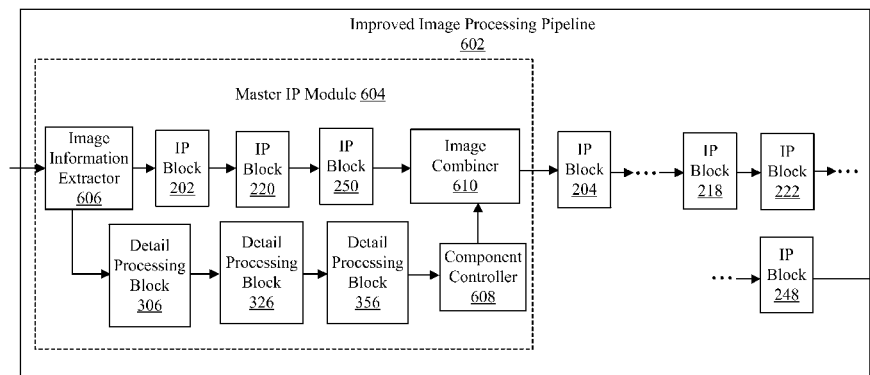 Improved Image Processing Pipeline
602
Master IP Module 604
Image
Information
Extractor
606
IP
Block
202
IP
Block
220
IP
Block
250
Image
Combiner
610
IP
Block
204
...
IP
Block
218
IP
Block
222
...
Detail
Processing
Block
306
Detail
Processing
Block
326
Detail
Processing
Block
356
Component
Controller
608
...
IP
Block
248